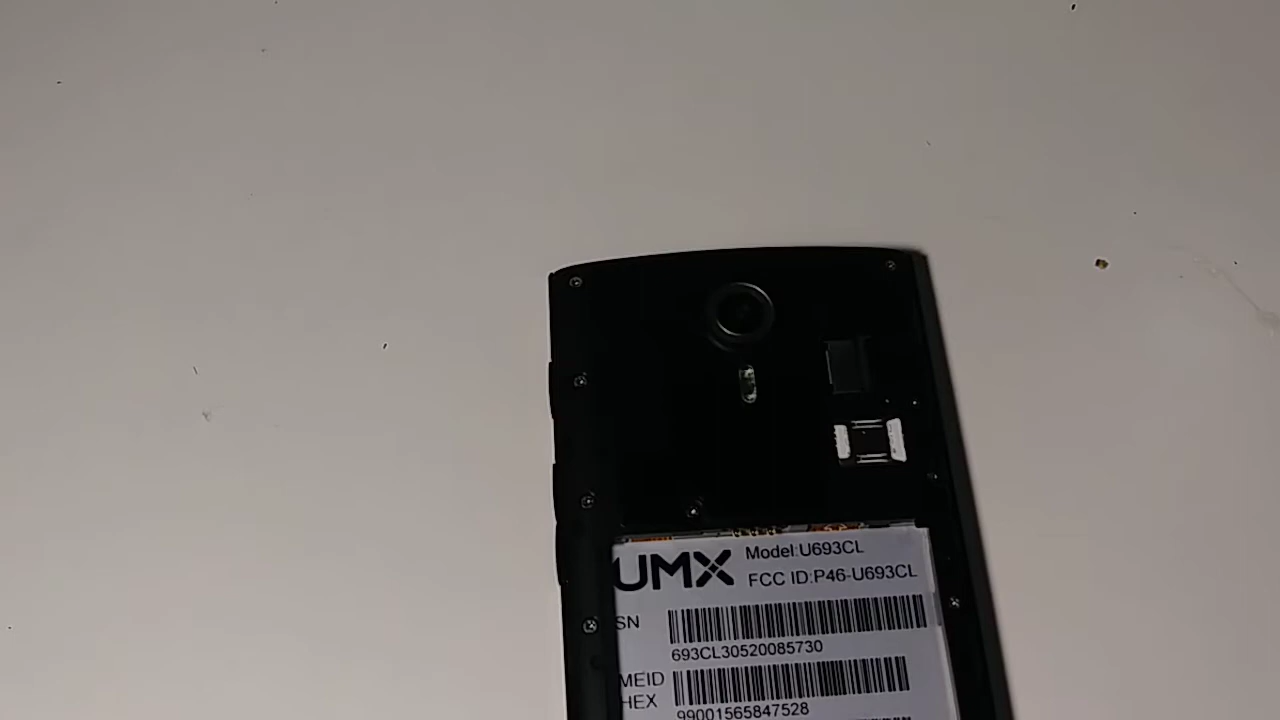 UMX Model:U693CL
FCC ID:P46-U693CL
SN
693CL30520085730
MEID
HEX
99001565847528